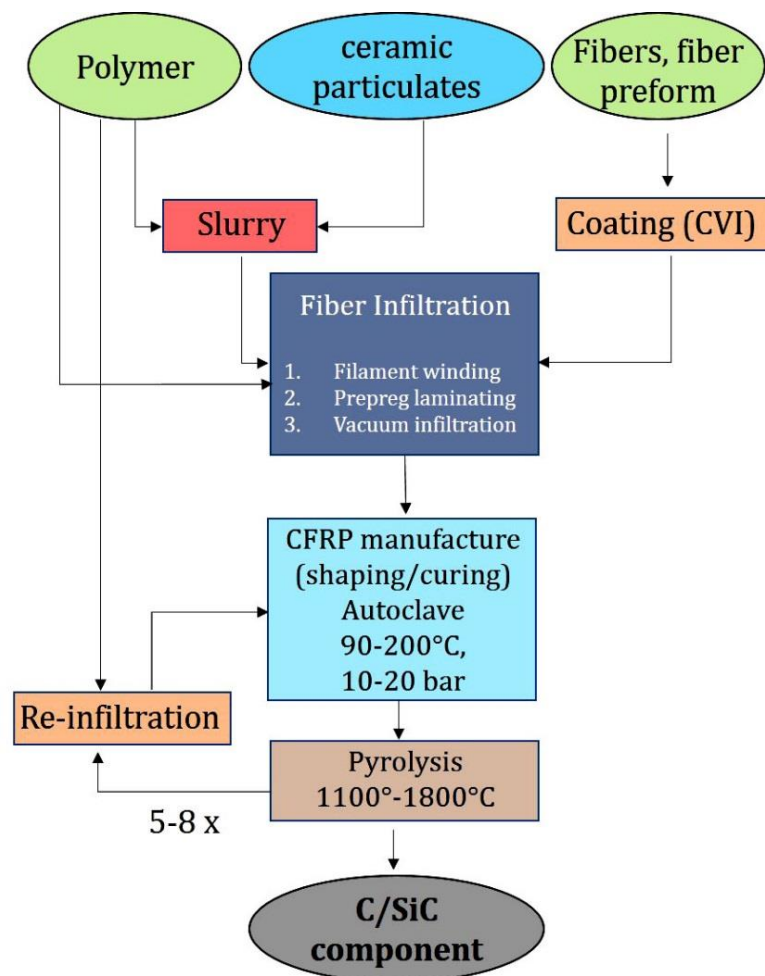 Polymer
ceramic
particulates
Fibers, fiber
preform
Slurry
Coating (CVI)
Fiber Infiltration
1. Filament winding
2. Prepreg laminating
3. Vacuum infiltration
CFRP manufacture
(shaping/curing)
Autoclave
90-200°C,
10-20 bar
Re-infiltration
Pyrolysis
1100°-1800°C
5-8 x
C/SiC
component